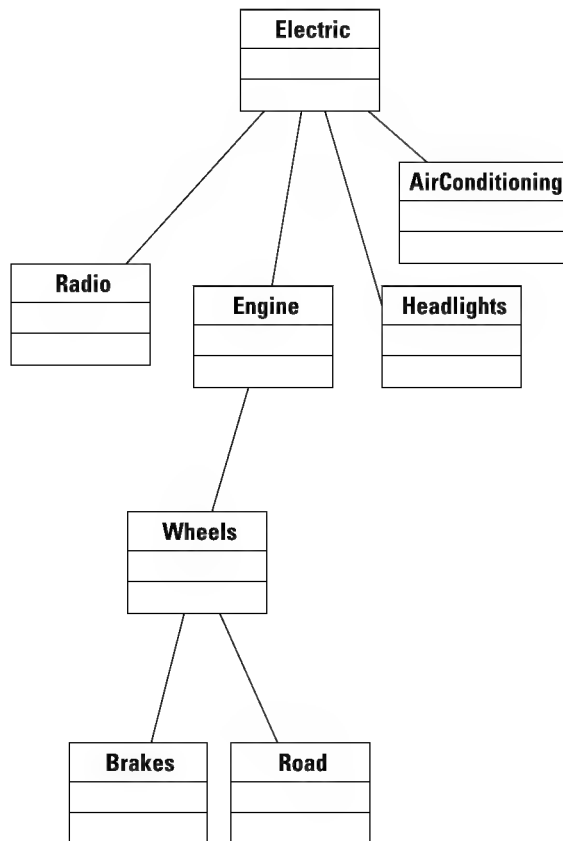 Electric
AirConditioning
Radio
Engine
Headlights
Wheels
Brakes
Road